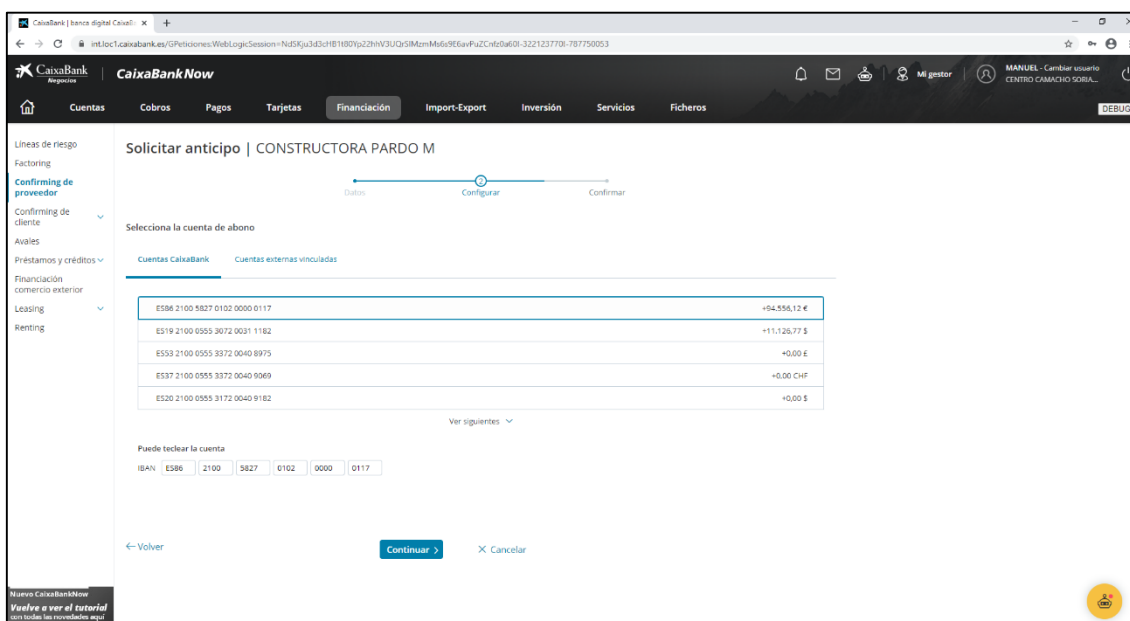 CaixaBank | banca digital CaixaB
int.loc1.caixabank.es/GPeticiones;WebLogicSession=
CaixaBank
Negocios
CaixaBankNow
Mi gestor
MANUEL - Cambiar usuario
CENTRO CAMACHO SORIA...
Cuentas Cobros Pagos Tarjetas Financiación Import-Export Inversión Servicios Ficheros
DEBUG
Líneas de riesgo
Factoring
Confirming de
proveedor
Confirming de
cliente
Avales
Préstamos y créditos
Financiación
comercio exterior
Leasing
Renting
Solicitar anticipo | CONSTRUCTORA PARDO M
2
Datos Configurar Confirmar
Selecciona la cuenta de abono
Cuentas CaixaBank Cuentas externas vinculadas
ES86 2100 5827 0102 0000 0117 +94.556,12 €
ES19 2100 0555 3072 0031 1182 +11.126,77 $
ES53 2100 0555 3372 0040 8975 +0,00 £
ES37 2100 0555 3372 0040 9069 +0,00 CHF
ES20 2100 0555 3172 0040 9182 +0,00 $
Ver siguientes
Puede teclear la cuenta
IBAN ES86 2100 5827 0102 0000 0117
Volver
Continuar
Cancelar
Nuevo CaixaBankNow
Vuelve a ver el tutorial
con todas las novedades aquí